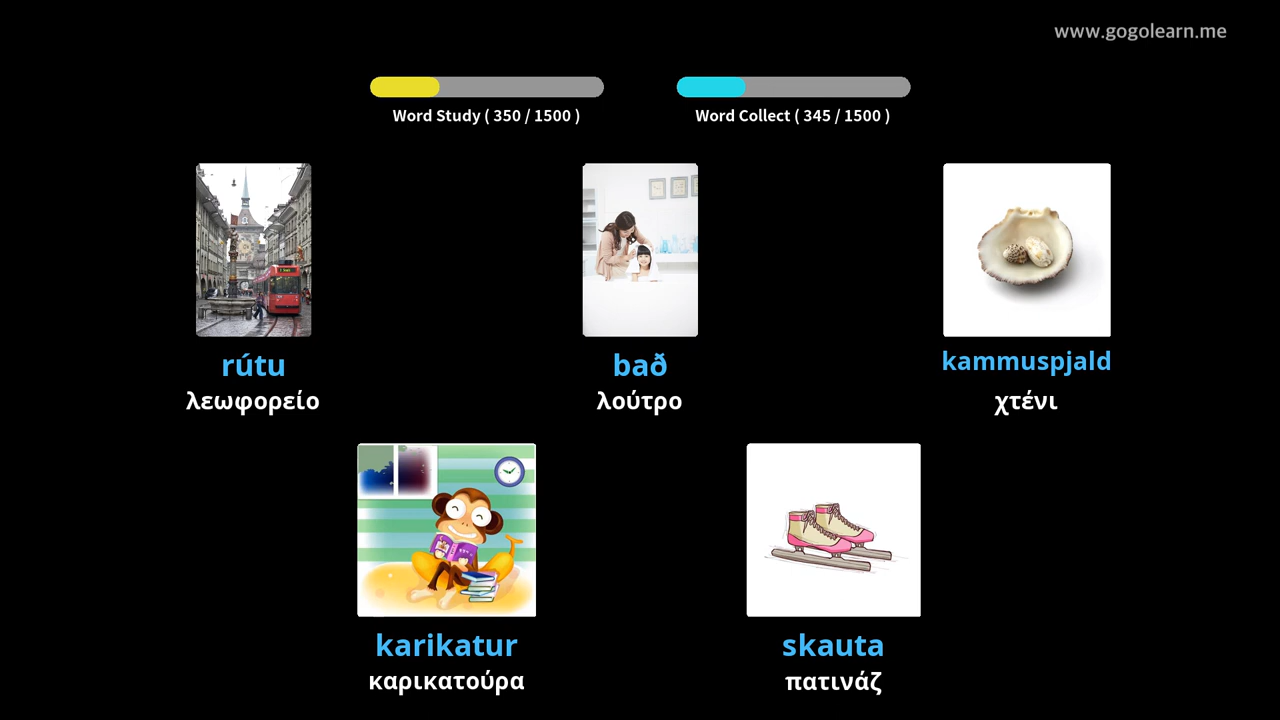 www.gogolearn.me
Word Study ( 350 / 1500 )
Word Collect ( 345 / 1500 )
rútu
λεωφορείο
bað
λούτρο
kammuspjald
χτένι
karikatur
καρικατούρα
skauta
πατινάζ